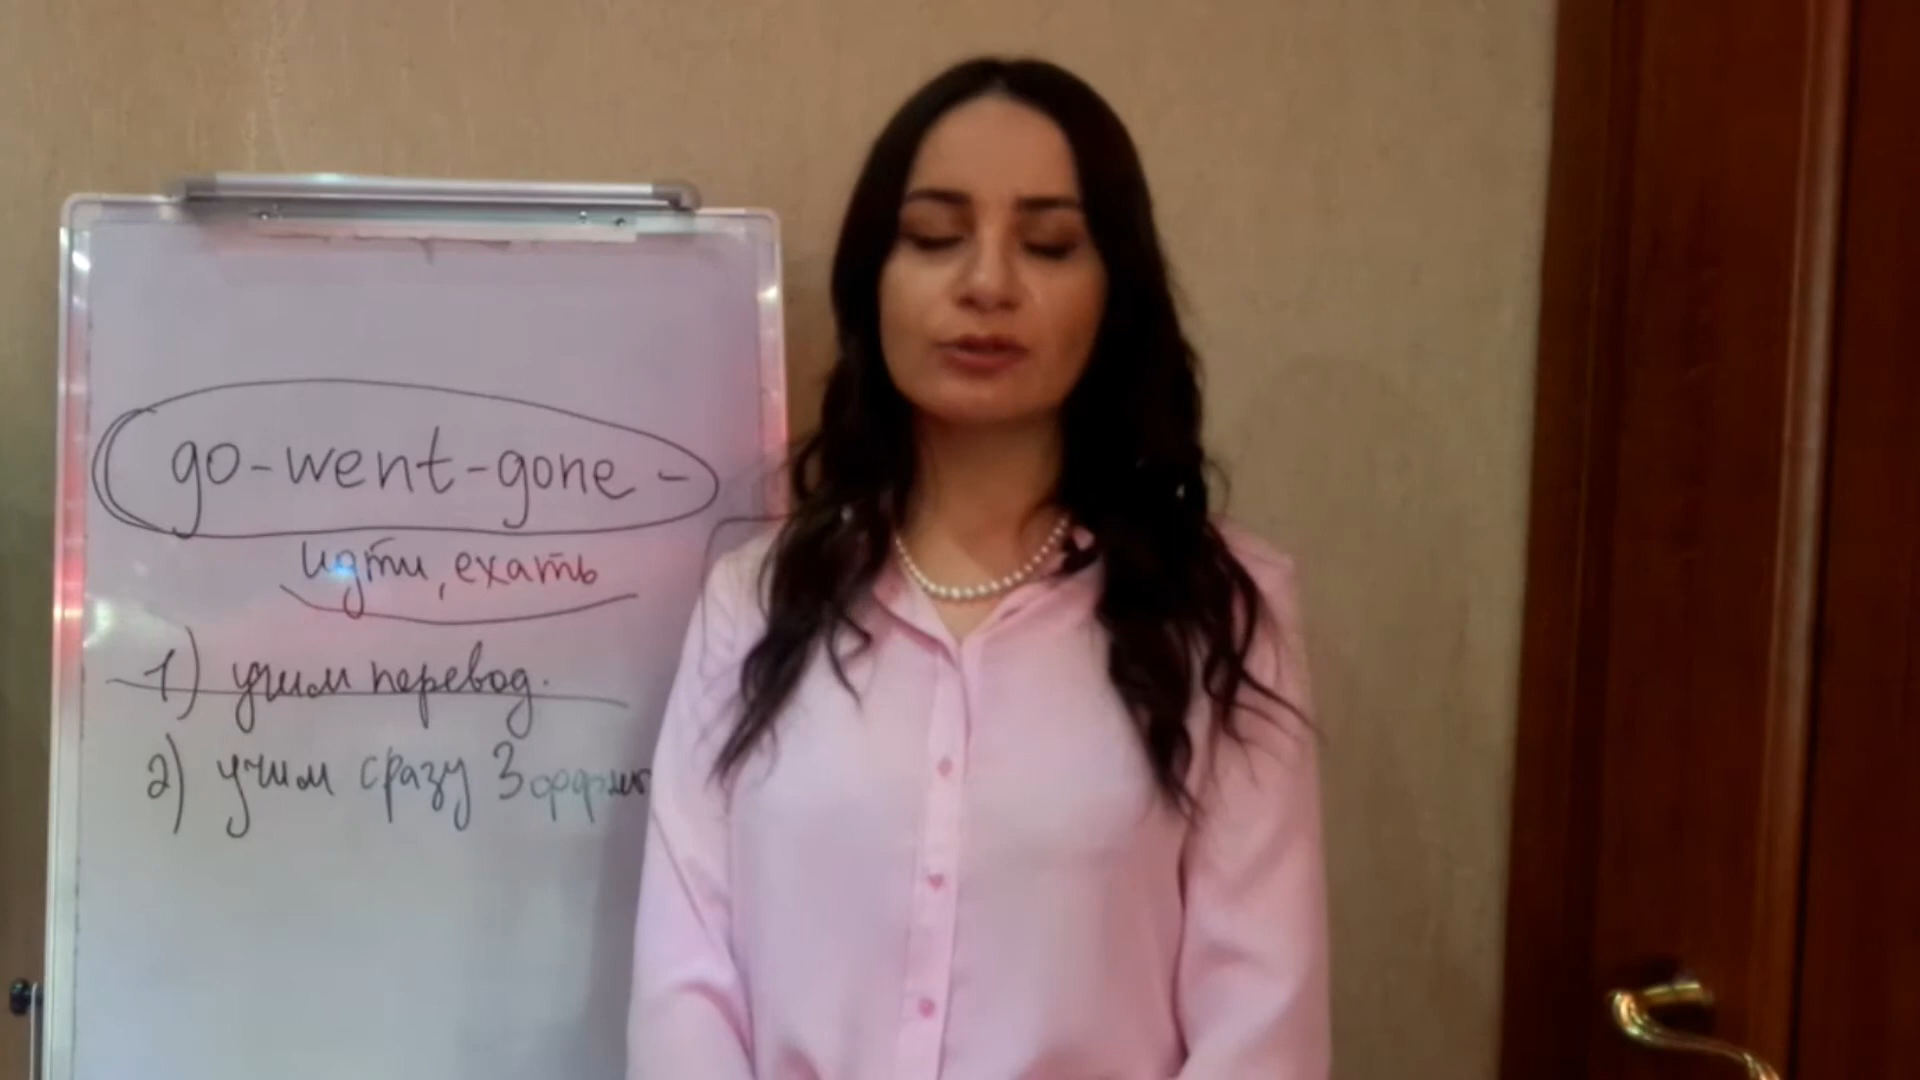 go-went-gone -
идти, ехать
1) учим перевод.
2) учим сразу 3